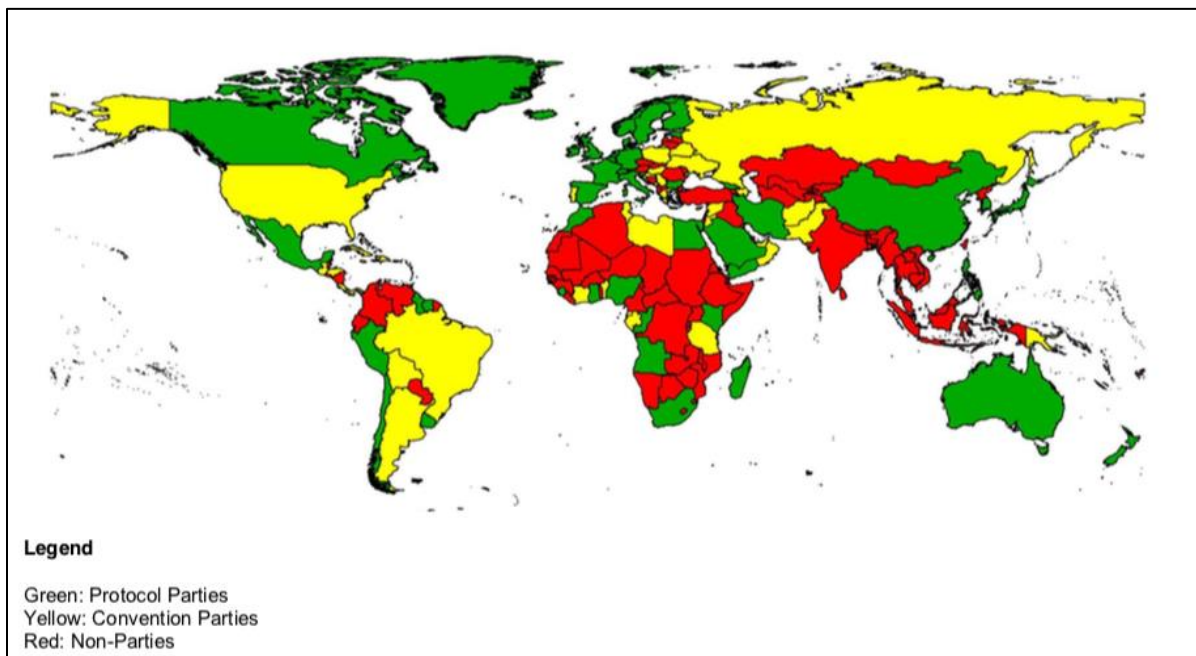 Legend
Green: Protocol Parties
Yellow: Convention Parties
Red: Non-Parties